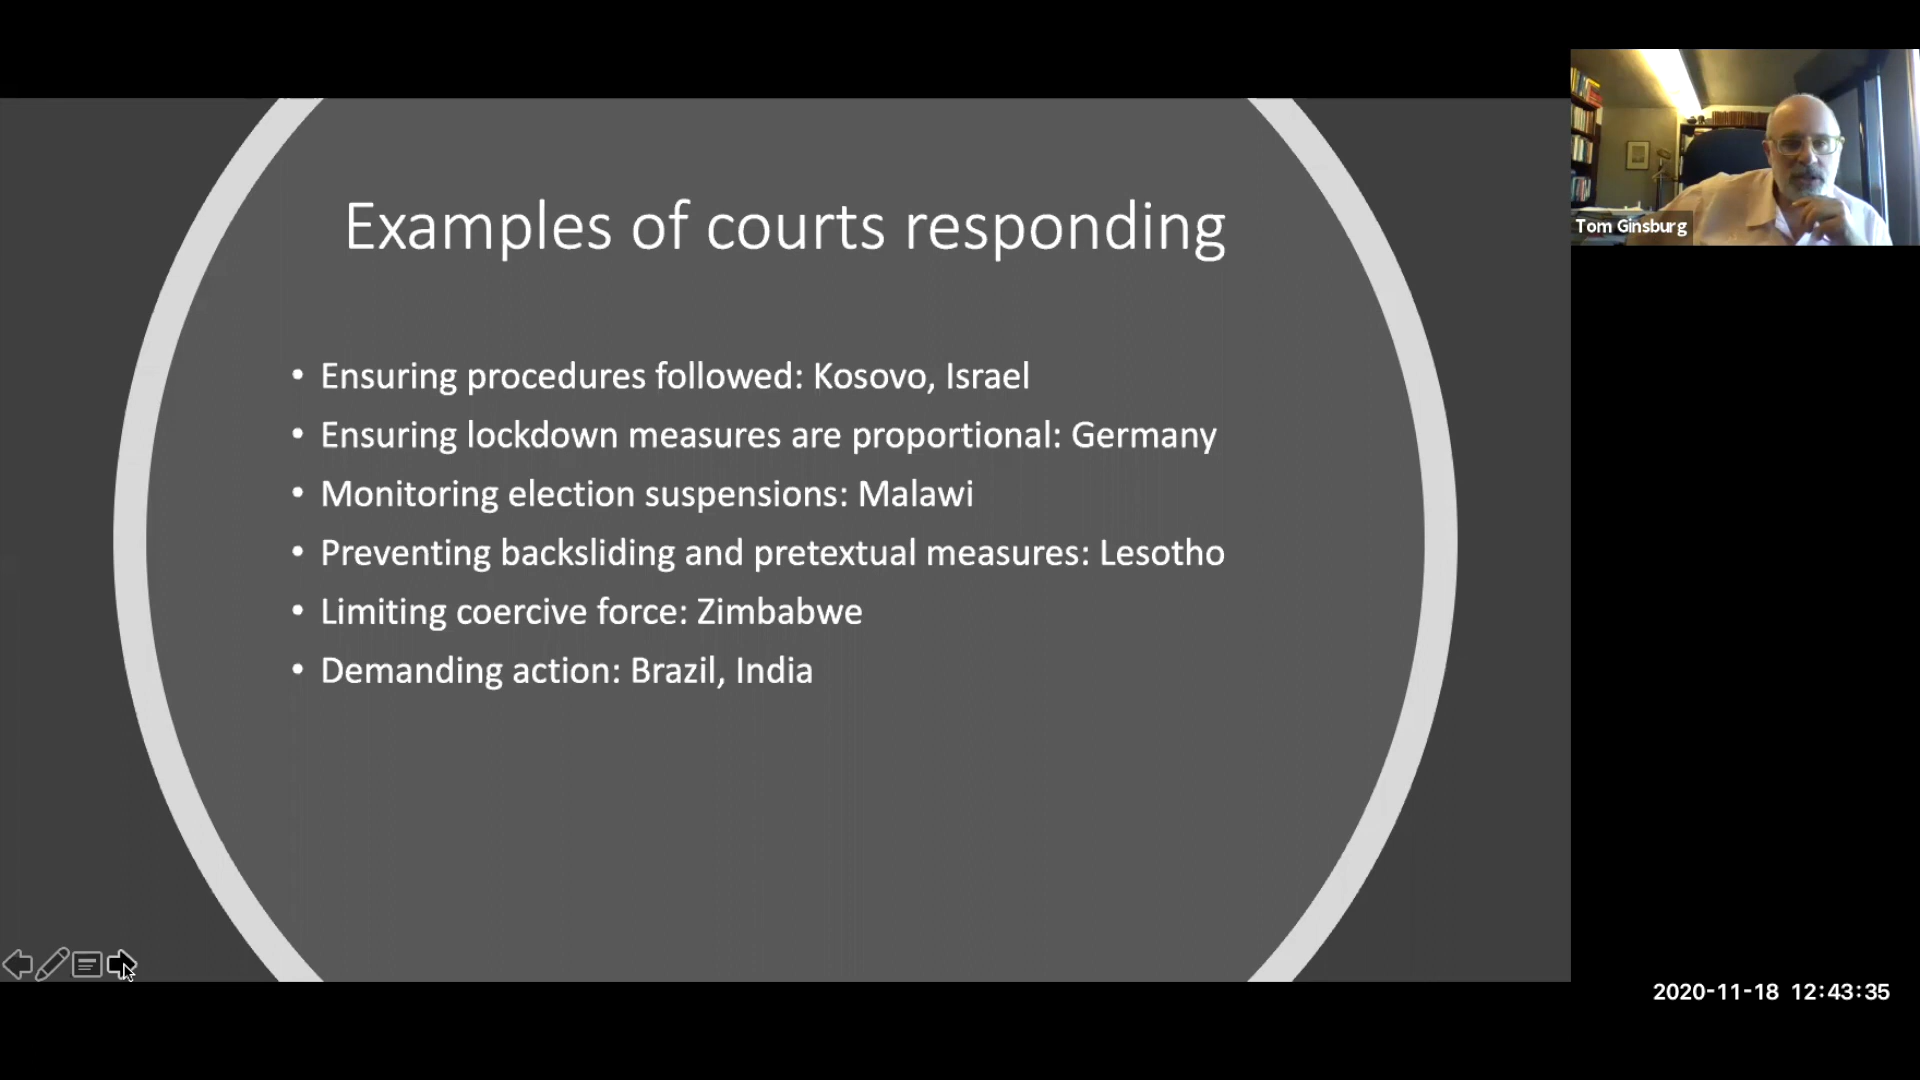 Examples of courts responding
• Ensuring procedures followed: Kosovo, Israel
• Ensuring lockdown measures are proportional: Germany
• Monitoring election suspensions: Malawi
• Preventing backsliding and pretextual measures: Lesotho
• Limiting coercive force: Zimbabwe
• Demanding action: Brazil, India
Tom Ginsburg
2020-11-18 12:43:35